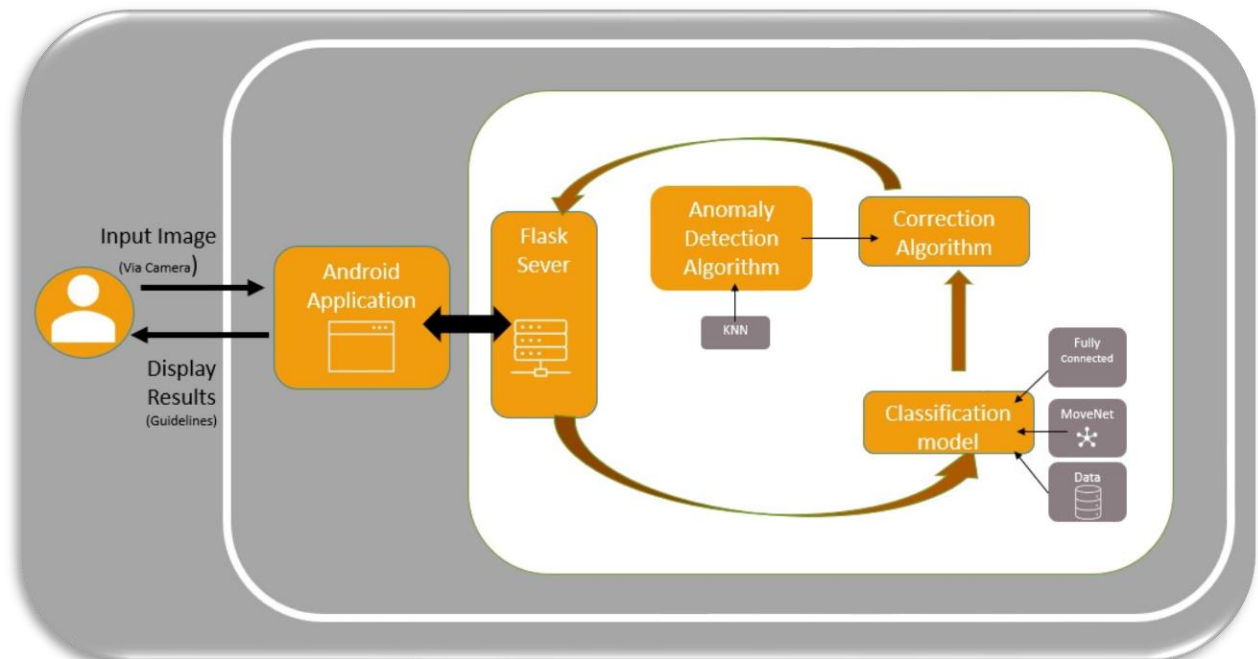 Input Image
(Via Camera)
Display
Results
(Guidelines)
Android
Application
Flask
Sever
Anomaly
Detection
Algorithm
KNN
Correction
Algorithm
Classification
model
Fully
Connected
MoveNet
Data